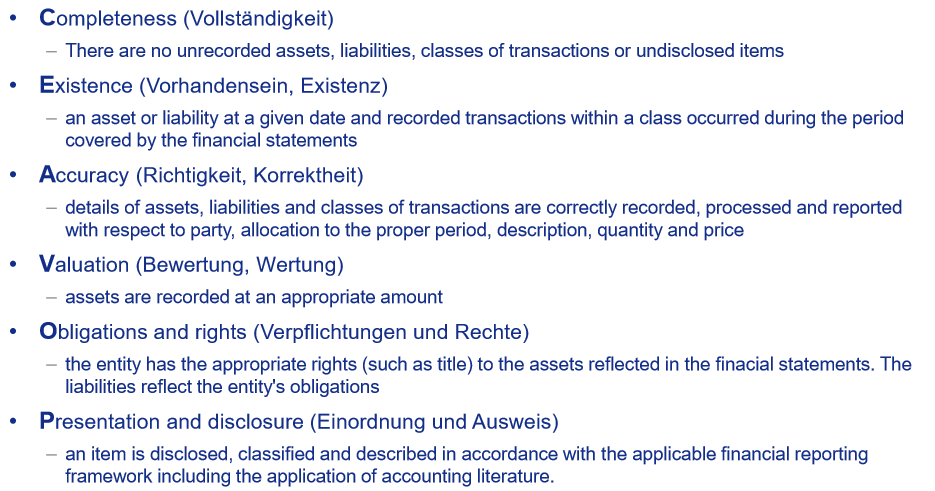 • Completeness (Vollständigkeit)
– There are no unrecorded assets, liabilities, classes of transactions or undisclosed items
• Existence (Vorhandensein, Existenz)
– an asset or liability at a given date and recorded transactions within a class occurred during the period
covered by the financial statements
• Accuracy (Richtigkeit, Korrektheit)
– details of assets, liabilities and classes of transactions are correctly recorded, processed and reported
with respect to party, allocation to the proper period, description, quantity and price
• Valuation (Bewertung, Wertung)
– assets are recorded at an appropriate amount
• Obligations and rights (Verpflichtungen und Rechte)
– the entity has the appropriate rights (such as title) to the assets reflected in the finacial statements. The
liabilities reflect the entity's obligations
• Presentation and disclosure (Einordnung und Ausweis)
– an item is disclosed, classified and described in accordance with the applicable financial reporting
framework including the application of accounting literature.